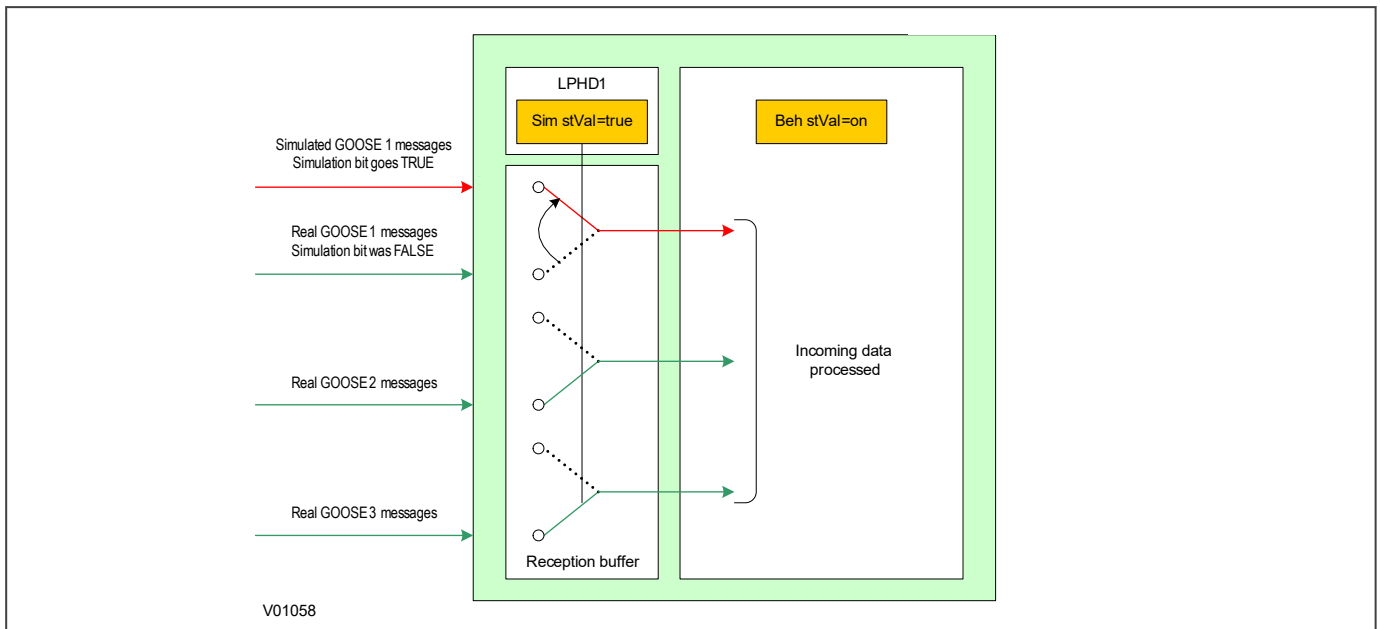 LPHD1
Sim stVal=true
Beh stVal=on
Simulated GOOSE 1 messages
Simulation bit goes TRUE
Real GOOSE 1 messages
Simulation bit was FALSE
Real GOOSE 2 messages
Incoming data
processed
Real GOOSE 3 messages
Reception buffer
V01058